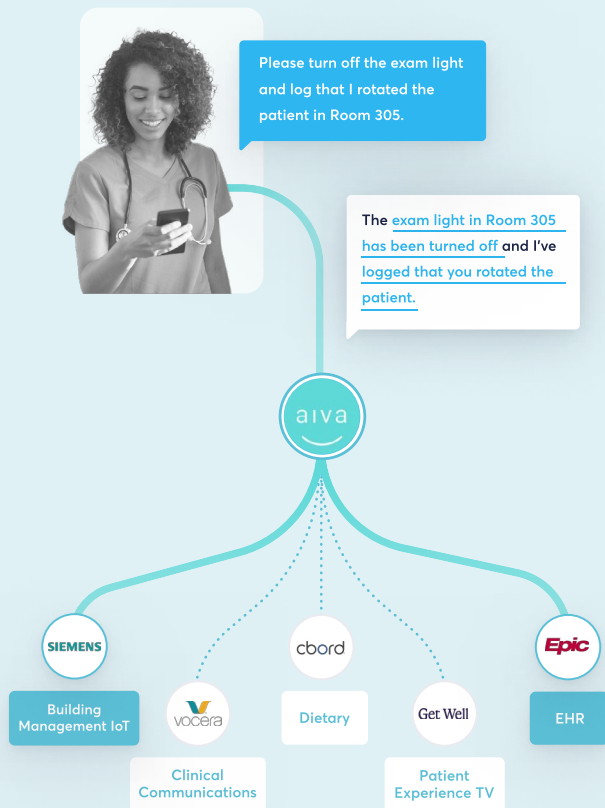 Please turn off the exam light
and log that I rotated the
patient in Room 305.
The exam light in Room 305
has been turned off and I've
logged that you rotated the
patient.
aiva
SIEMENS
Building
Management IoT
vocera
Clinical
Communications
cbord
Dietary
Get Well
Patient
Experience TV
Epic
EHR